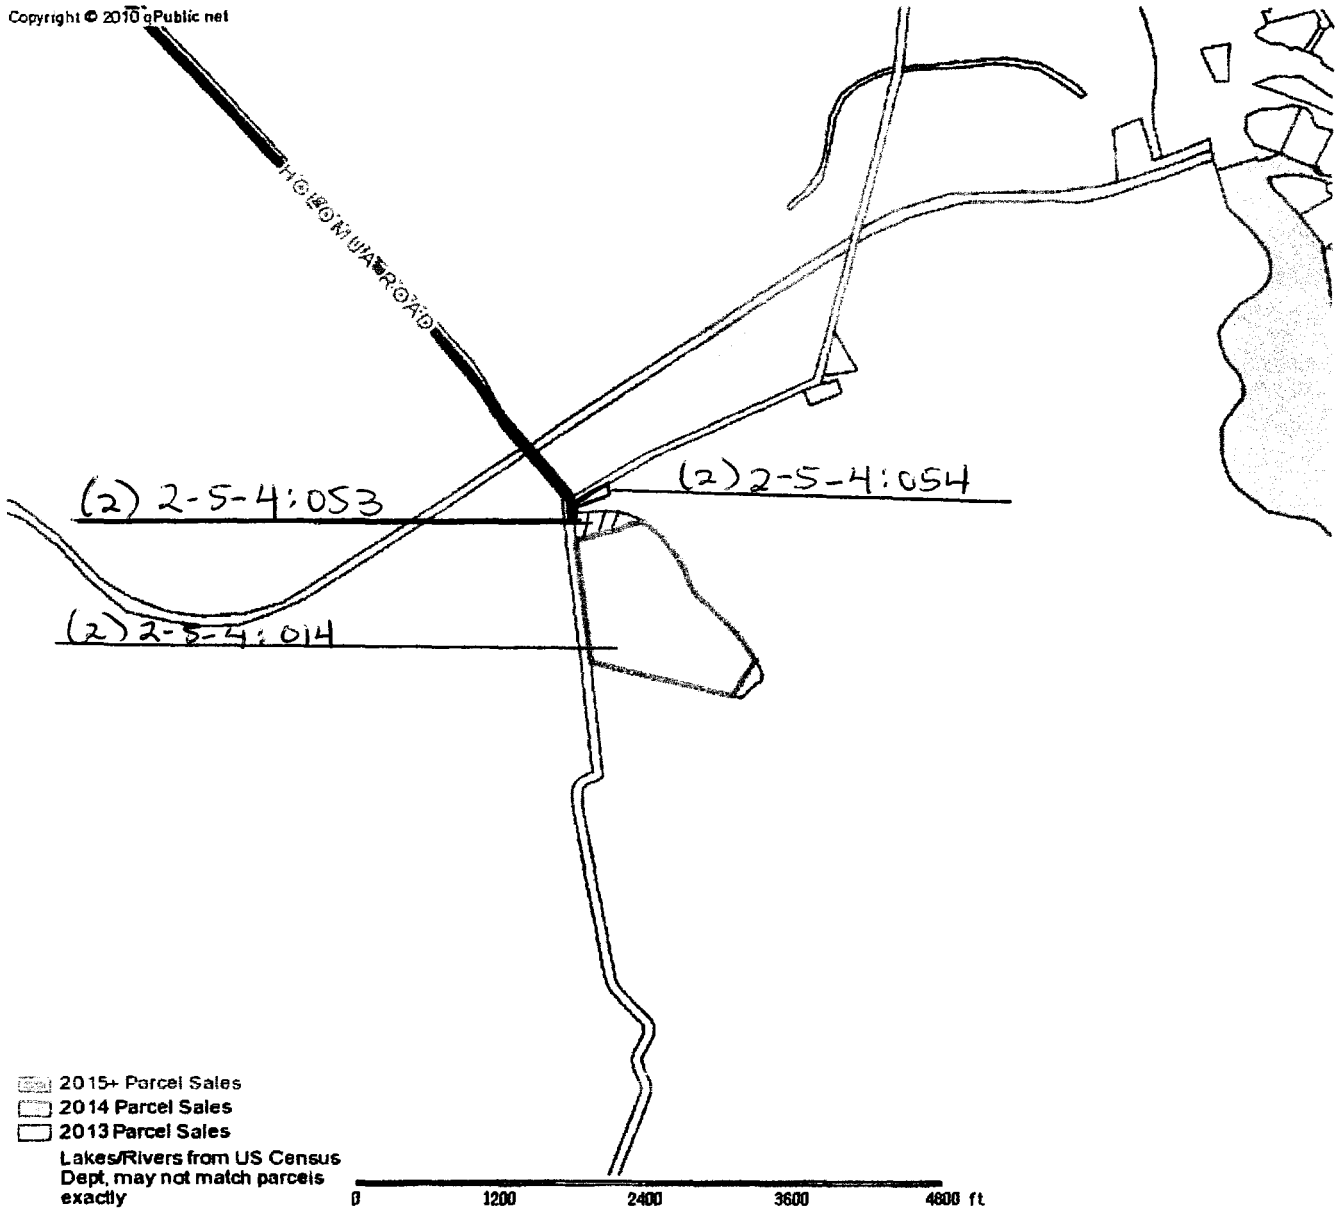 Copyright © 2010 qPublic net
HOLOMUA ROAD
(2) 2-5-4:053
(2) 2-5-4:054
(2) 2-5-4:014
2015+ Parcel Sales
2014 Parcel Sales
2013 Parcel Sales
Lakes/Rivers from US Census
Dept, may not match parcels
exactly
0 1200 2400 3600 4800 ft